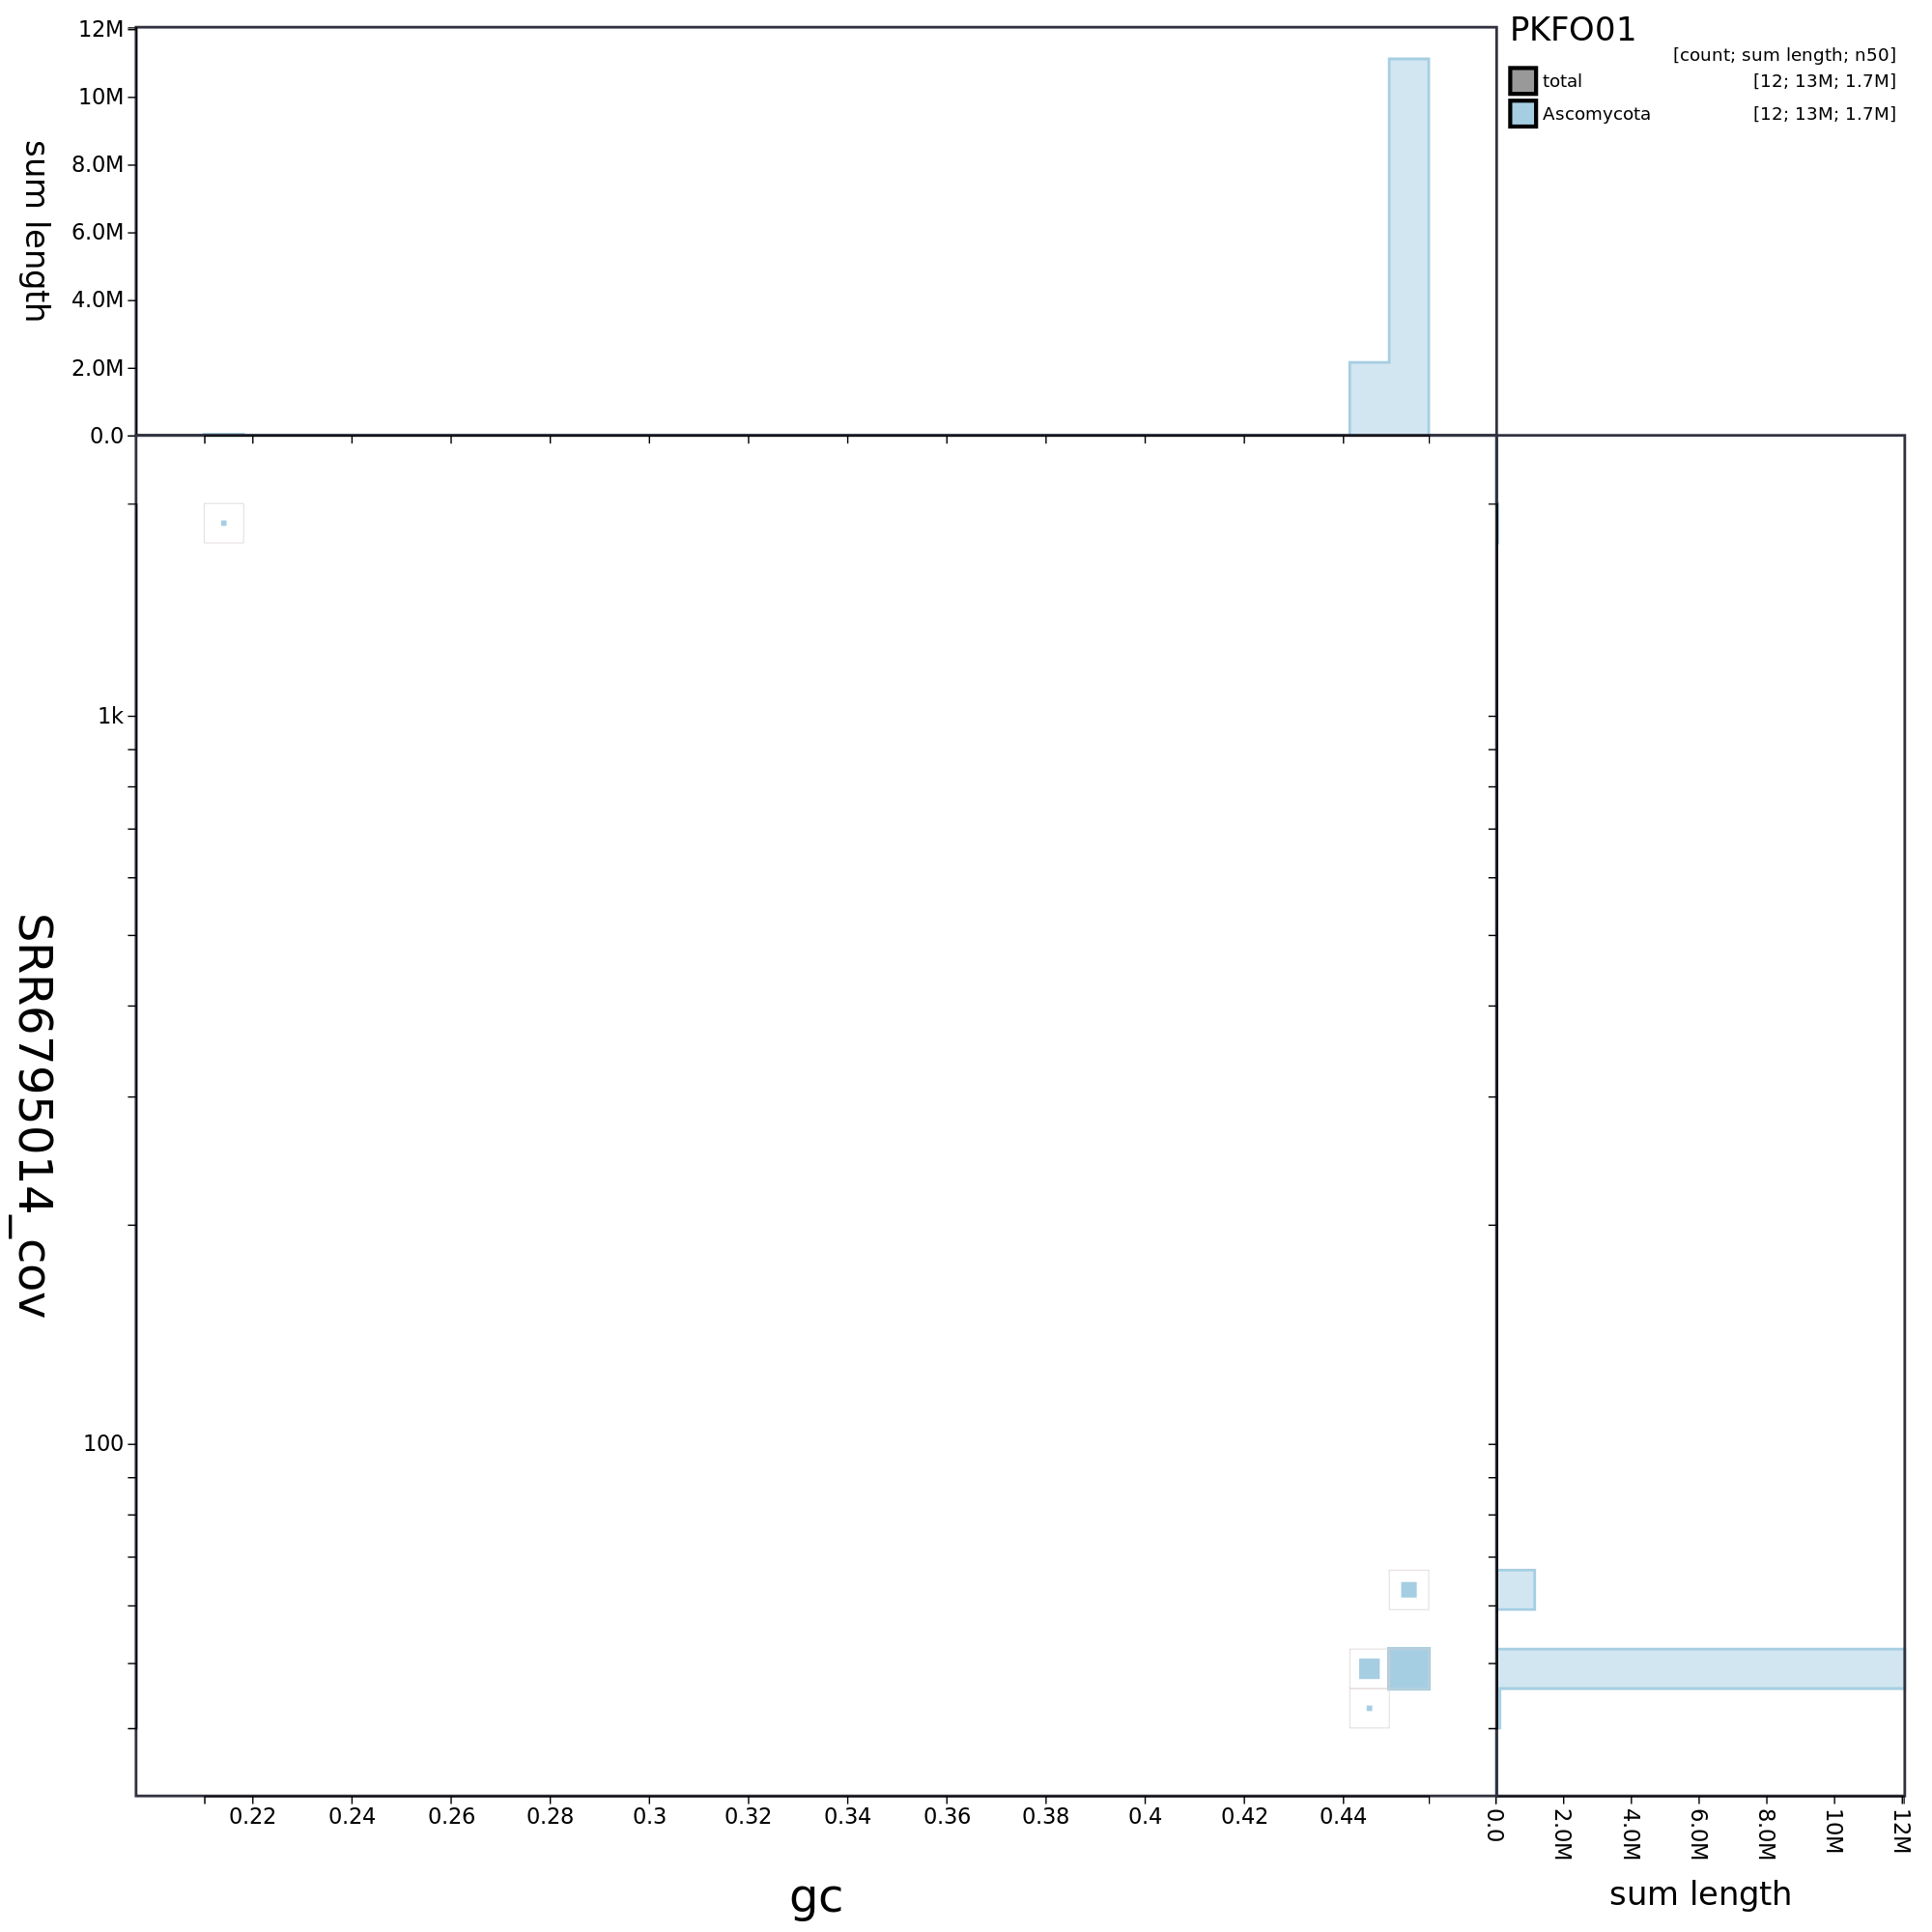 PKFO01
[count; sum length; n50]
total [12; 13M; 1.7M]
Ascomycota [12; 13M; 1.7M]
12M
10M
8.0M
6.0M
4.0M
2.0M
0.0
sum length
1k
100
SRR6795014_cov
0.22 0.24 0.26 0.28 0.3 0.32 0.34 0.36 0.38 0.4 0.42 0.44
gc
0.0 2.0M 4.0M 6.0M 8.0M 10M 12M
sum length